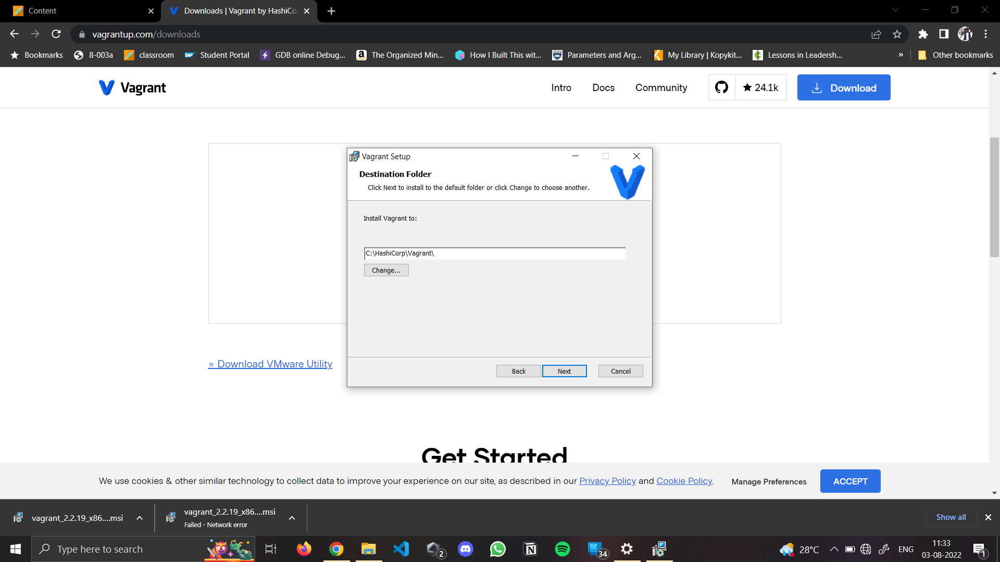 Content
Downloads | Vagrant by HashiCo
vagrantup.com/downloads
Bookmarks
8-003a
classroom
Student Portal
GDB online Debug...
The Organized Min...
How I Built This wit...
Parameters and Arg...
My Library | Kopykit...
Lessons in Leadersh...
»
Other bookmarks
Vagrant
Intro
Docs
Community
24.1k
Download
Vagrant Setup
Destination Folder
Click Next to install to the default folder or click Change to choose another.
Install Vagrant to:
C:\HashiCorp\Vagrant\
Change...
Back
Next
Cancel
» Download VMware Utility
Get Started
We use cookies & other similar technology to collect data to improve your experience on our site, as described in our Privacy Policy and Cookie Policy.
Manage Preferences
ACCEPT
vagrant_2.2.19_x86....msi
vagrant_2.2.19_x86....msi
Failed - Network error
Show all
Type here to search
2
34
28°C
ENG
11:33
03-08-2022
1